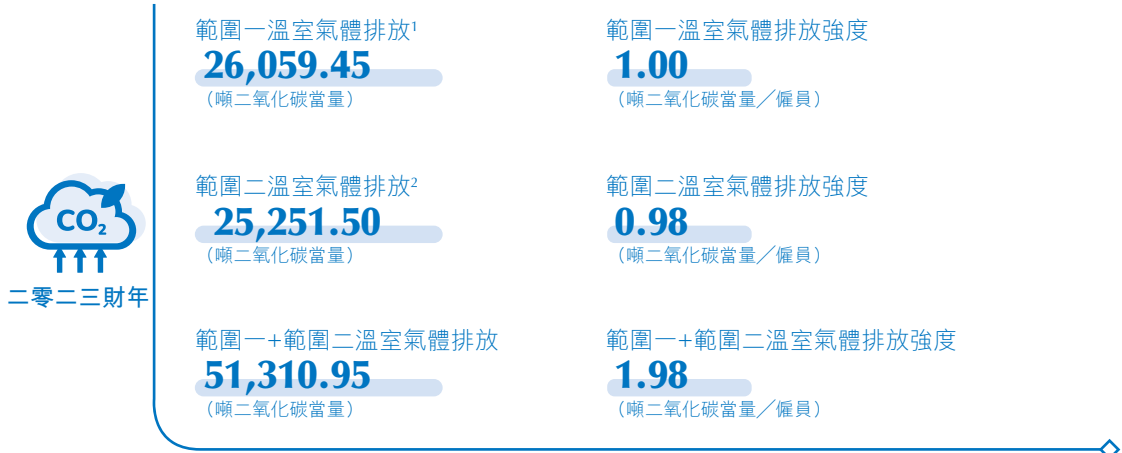 範圍一溫室氣體排放¹
26,059.45
（噸二氧化碳當量）
範圍一溫室氣體排放強度
1.00
（噸二氧化碳當量／僱員）
CO₂
二零二三財年
範圍二溫室氣體排放²
25,251.50
（噸二氧化碳當量）
範圍二溫室氣體排放強度
0.98
（噸二氧化碳當量／僱員）
範圍一+範圍二溫室氣體排放
51,310.95
（噸二氧化碳當量）
範圍一+範圍二溫室氣體排放強度
1.98
（噸二氧化碳當量／僱員）